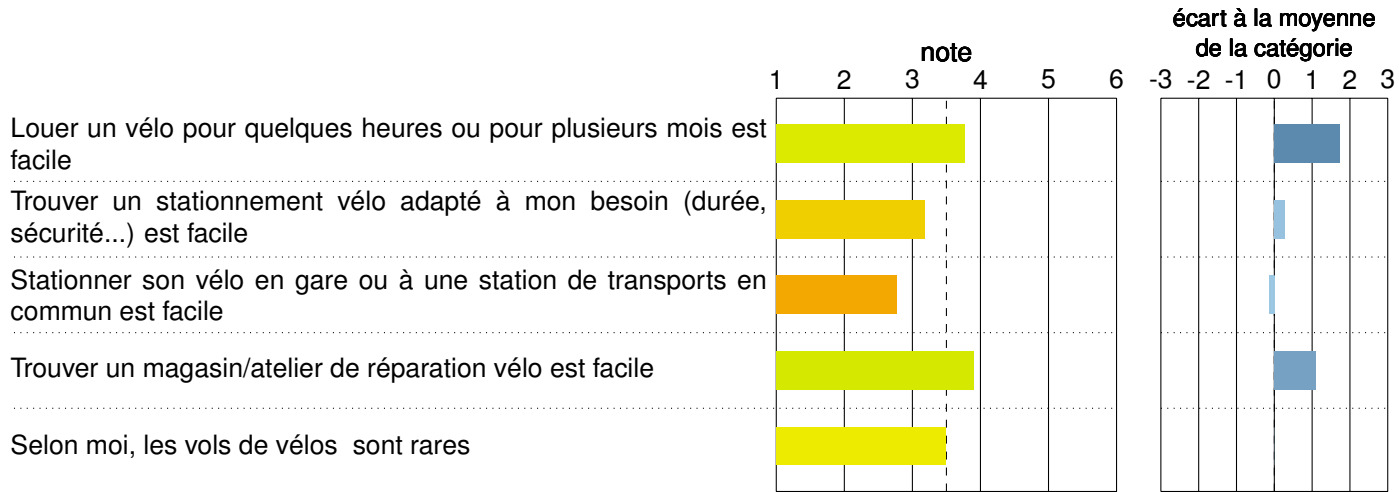 écart à la moyenne
de la catégorie
note
1 2 3 4 5 6
-3 -2 -1 0 1 2 3
Louer un vélo pour quelques heures ou pour plusieurs mois est
facile
Trouver un stationnement vélo adapté à mon besoin (durée,
sécurité...) est facile
Stationner son vélo en gare ou à une station de transports en
commun est facile
Trouver un magasin/atelier de réparation vélo est facile
Selon moi, les vols de vélos sont rares